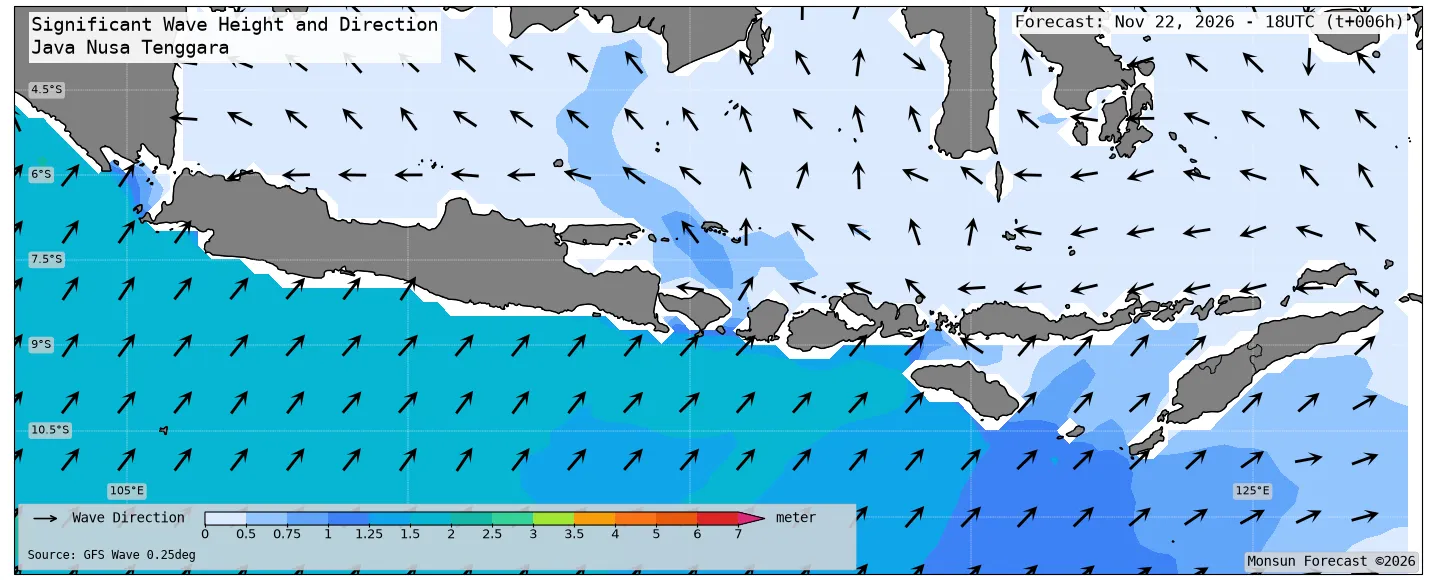 Significant Wave Height and Direction
Java Nusa Tenggara
Forecast: Nov 22, 2026 - 18UTC (t+006h)
4.5°S
6°S
7.5°S
9°S
10.5°S
105°E
125°E
Wave Direction
meter
0 0.5 0.75 1 1.25 1.5 2 2.5 3 3.5 4 5 6 7
Source: GFS Wave 0.25deg
Monsun Forecast ©2026